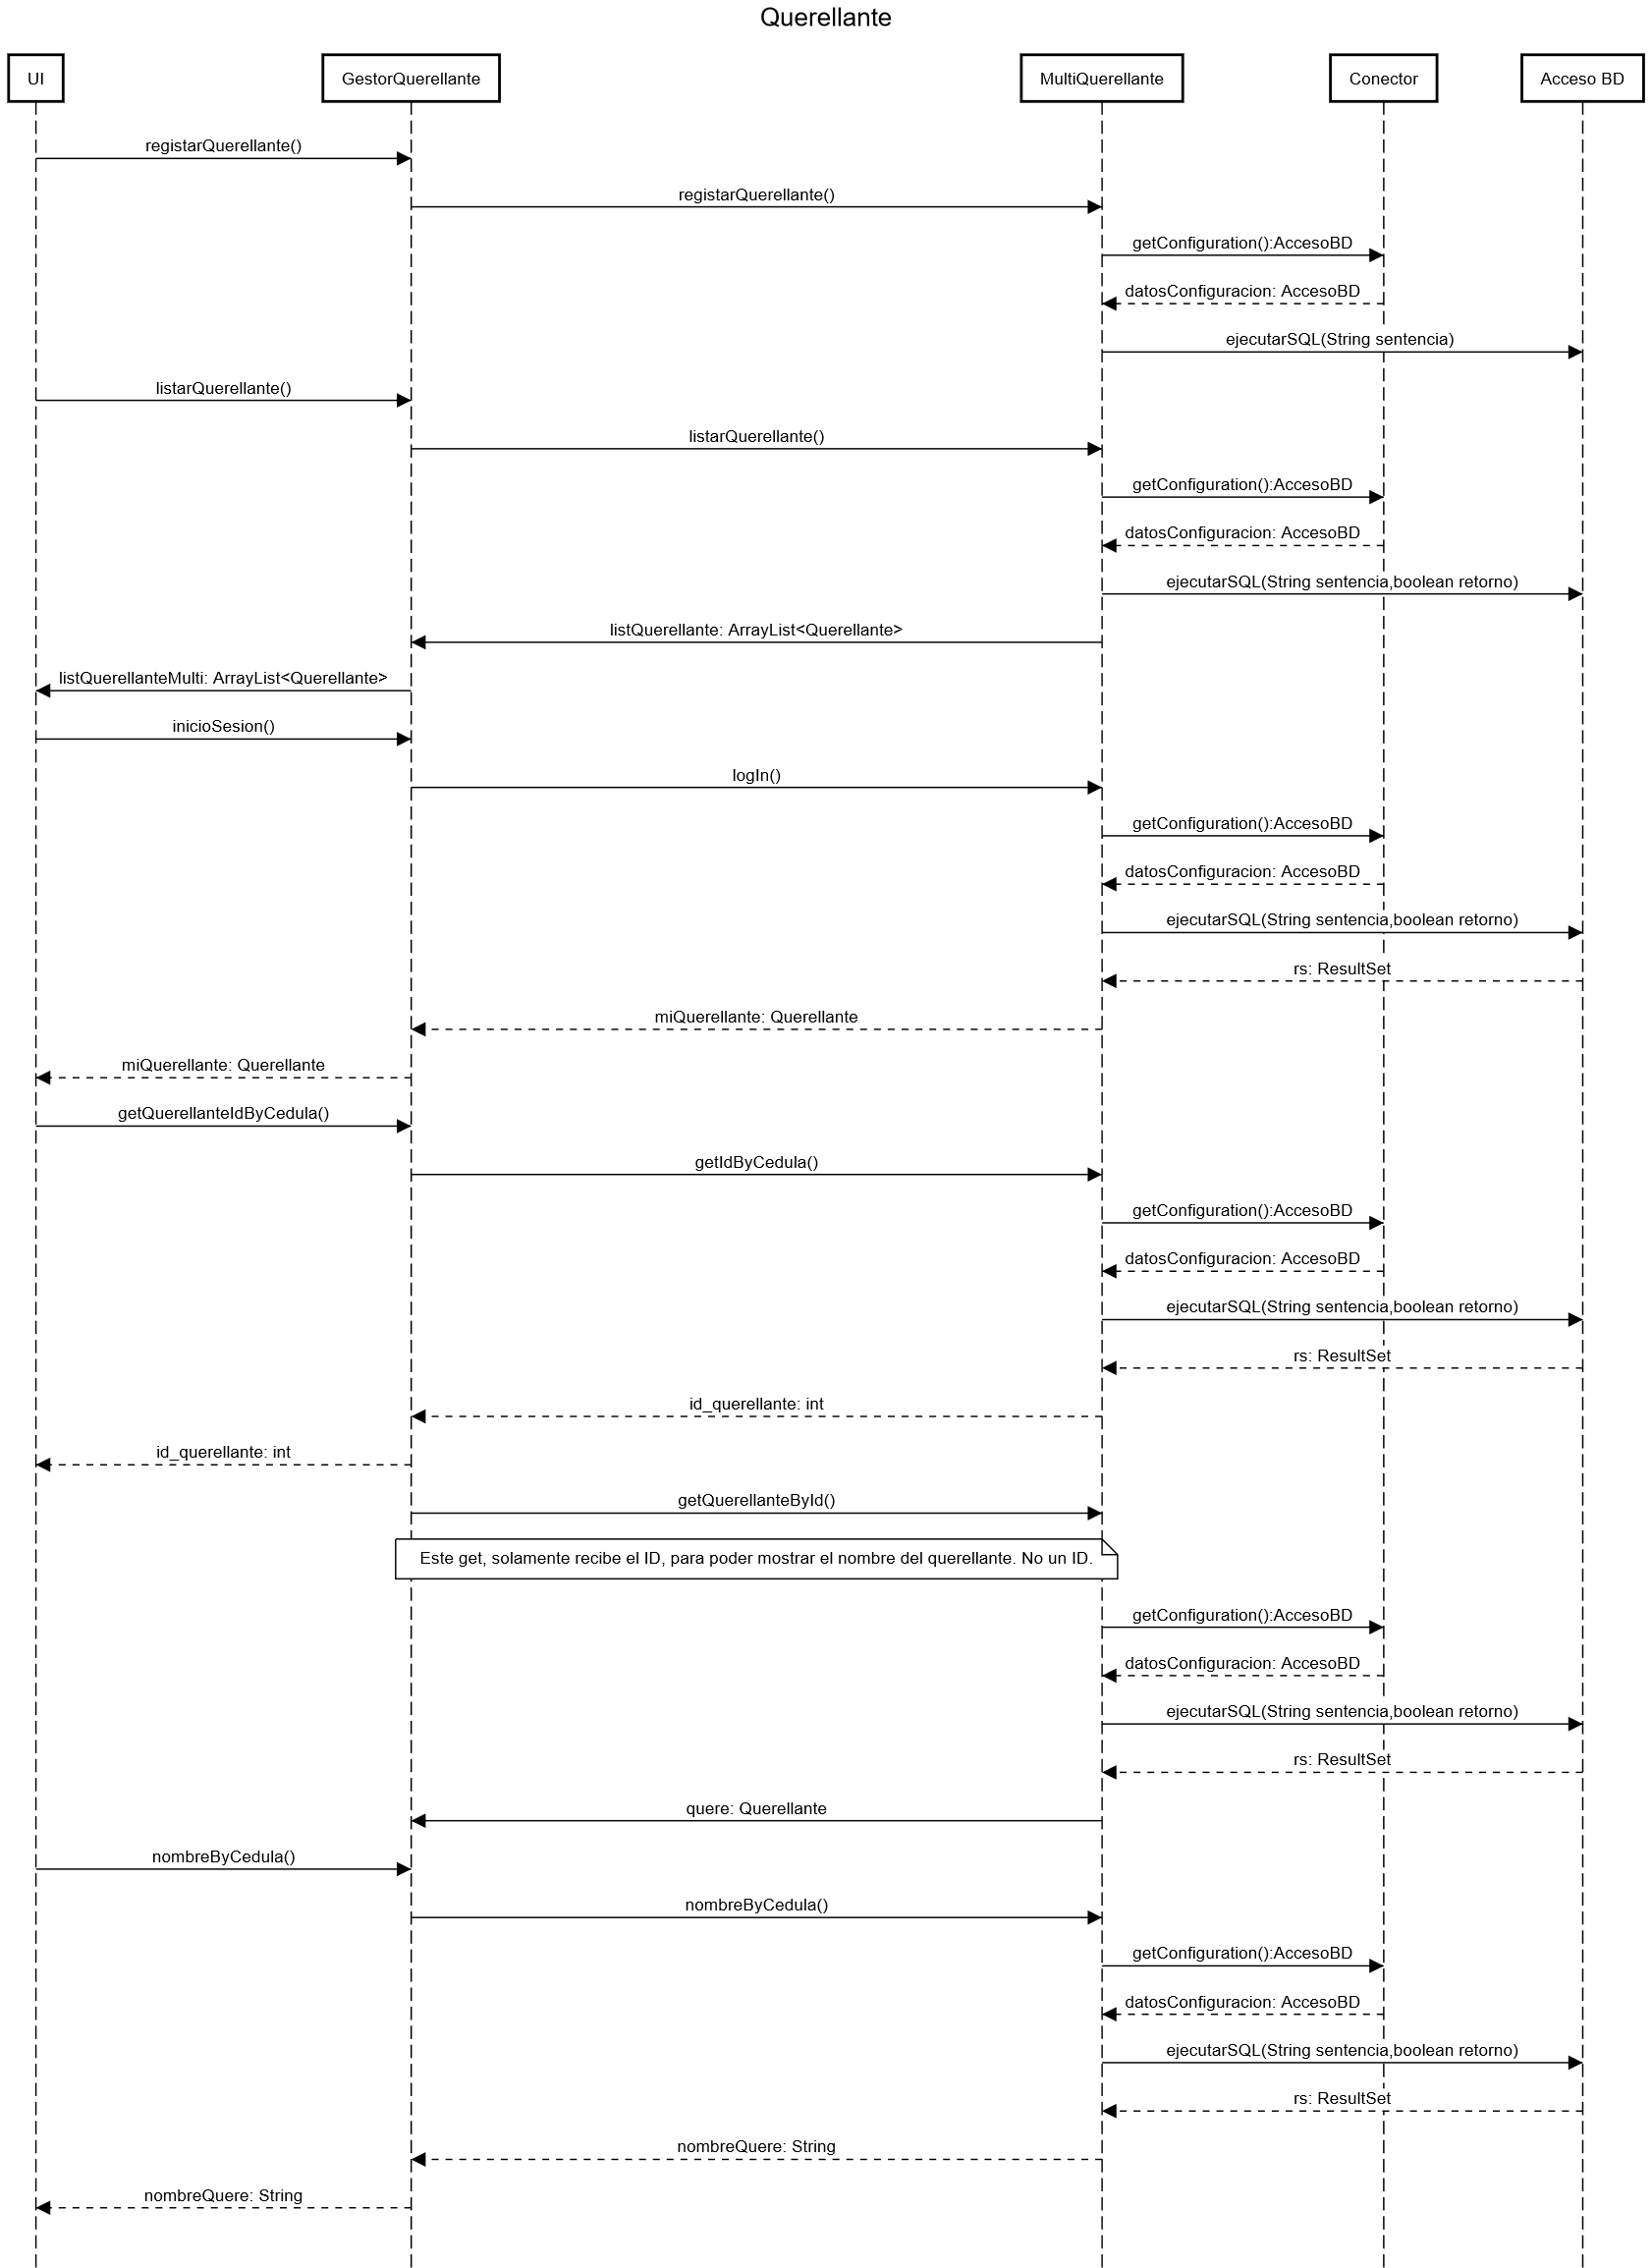 Querellante
UI
GestorQuerellante
MultiQuerellante
Conector
Acceso BD
registarQuerellante()
registarQuerellante()
getConfiguration():AccesoBD
datosConfiguracion: AccesoBD
ejecutarSQL(String sentencia)
listarQuerellante()
listarQuerellante()
getConfiguration():AccesoBD
datosConfiguracion: AccesoBD
ejecutarSQL(String sentencia,boolean retorno)
listQuerellante: ArrayList<Querellante>
listQuerellanteMulti: ArrayList<Querellante>
inicioSesion()
logIn()
getConfiguration():AccesoBD
datosConfiguracion: AccesoBD
ejecutarSQL(String sentencia,boolean retorno)
rs: ResultSet
miQuerellante: Querellante
miQuerellante: Querellante
getQuerellanteIdByCedula()
getIdByCedula()
getConfiguration():AccesoBD
datosConfiguracion: AccesoBD
ejecutarSQL(String sentencia,boolean retorno)
rs: ResultSet
id_querellante: int
id_querellante: int
getQuerellanteById()
Este get, solamente recibe el ID, para poder mostrar el nombre del querellante. No un ID.
getConfiguration():AccesoBD
datosConfiguracion: AccesoBD
ejecutarSQL(String sentencia,boolean retorno)
rs: ResultSet
quere: Querellante
nombreByCedula()
nombreByCedula()
getConfiguration():AccesoBD
datosConfiguracion: AccesoBD
ejecutarSQL(String sentencia,boolean retorno)
rs: ResultSet
nombreQuere: String
nombreQuere: String